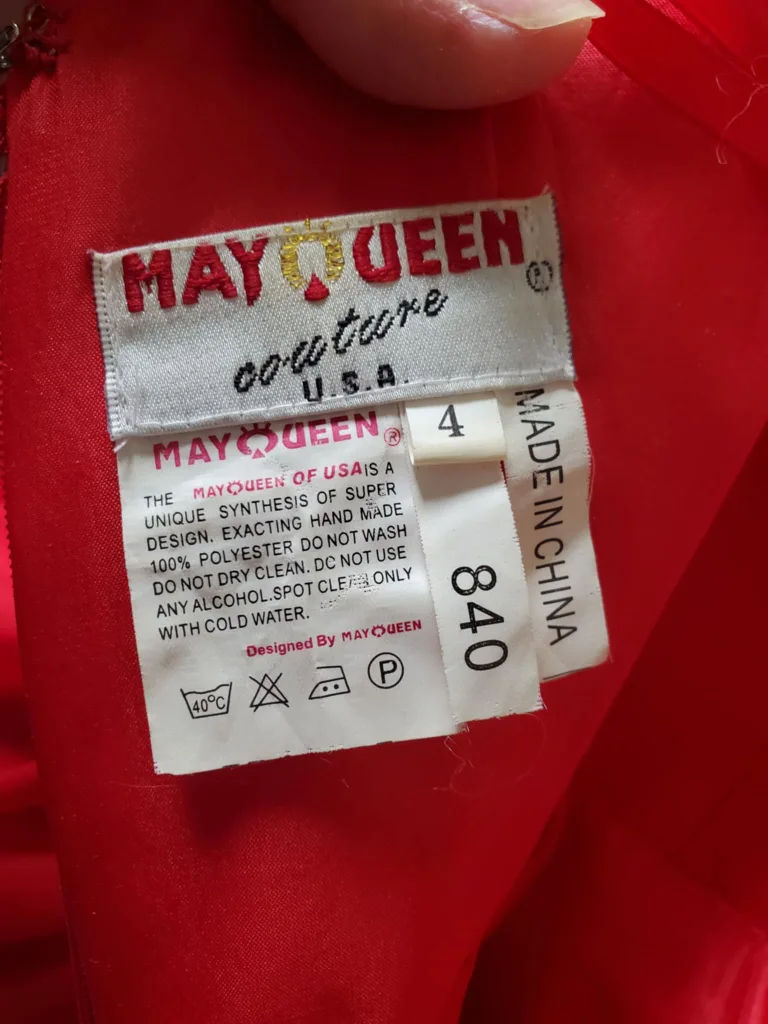 MAY QUEEN
couture
U.S.A.
MAYQUEEN ®
THE MAYQUEEN OF USA IS A
UNIQUE SYNTHESIS OF SUPER
DESIGN. EXACTING HAND MADE
100% POLYESTER DO NOT WASH
DO NOT DRY CLEAN. DC NOT USE
ANY ALCOHOL.SPOT CLEAN ONLY
WITH COLD WATER.
Designed By MAYQUEEN
40°C
P
4
840
MADE IN CHINA